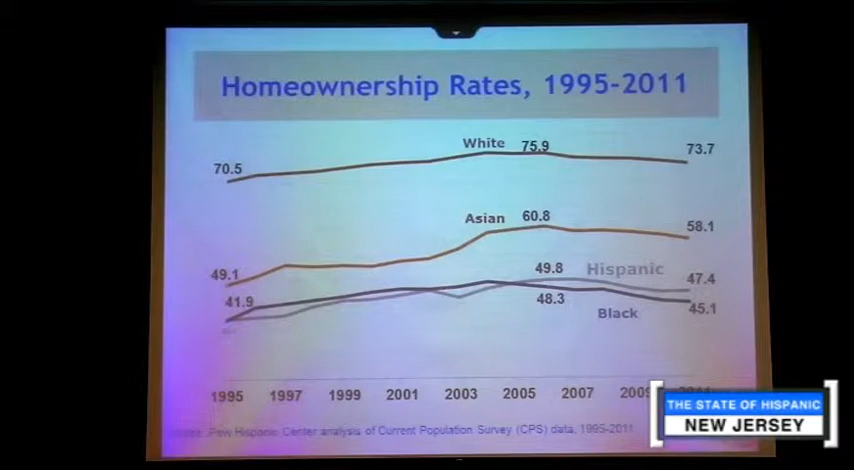 Homeownership Rates, 1995-2011
White 75.9
70.5
73.7
Asian 60.8
58.1
49.1
49.8 Hispanic
47.4
41.9
48.3
Black
45.1
1995 1997 1999 2001 2003 2005 2007 2009
Pew Hispanic Center analysis of Current Population Survey (CPS) data, 1995-2011
THE STATE OF HISPANIC
NEW JERSEY